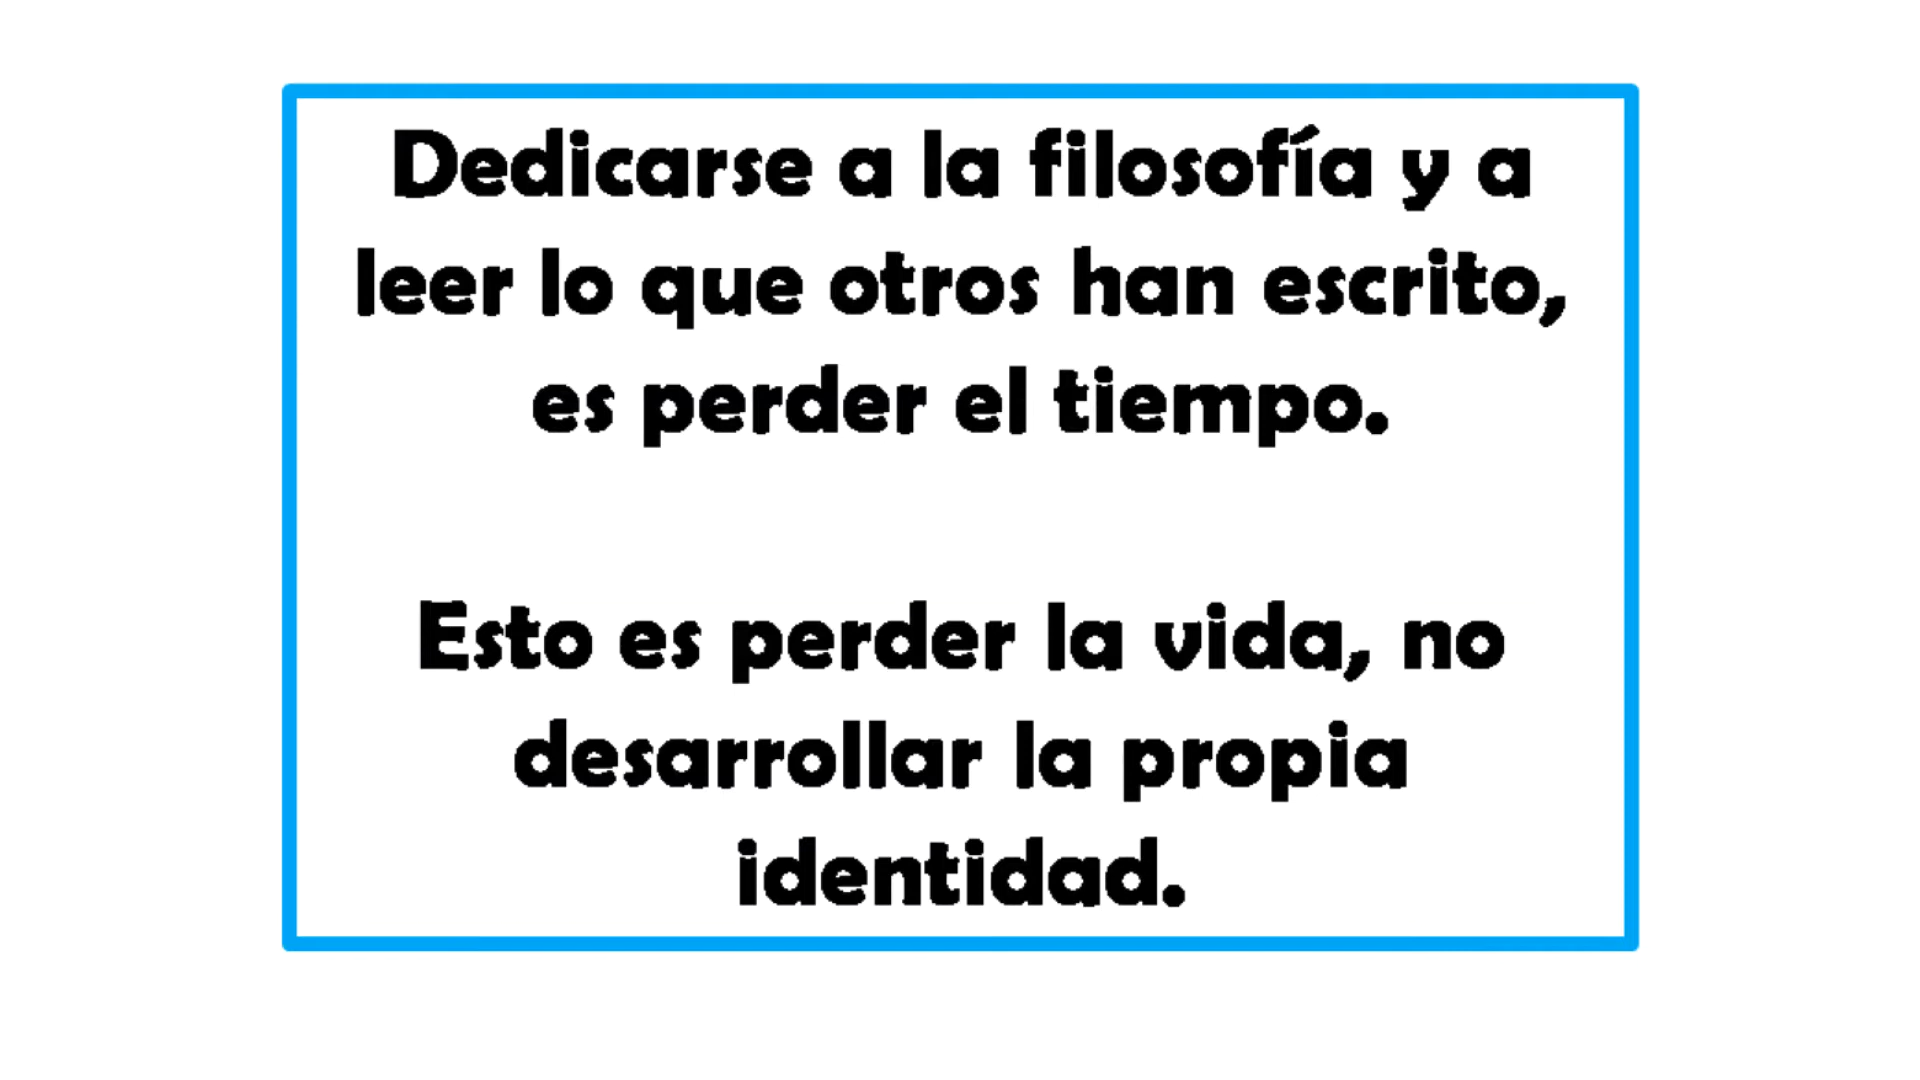 Dedicarse a la filosofía y a
leer lo que otros han escrito,
es perder el tiempo.
Esto es perder la vida, no
desarrollar la propia
identidad.